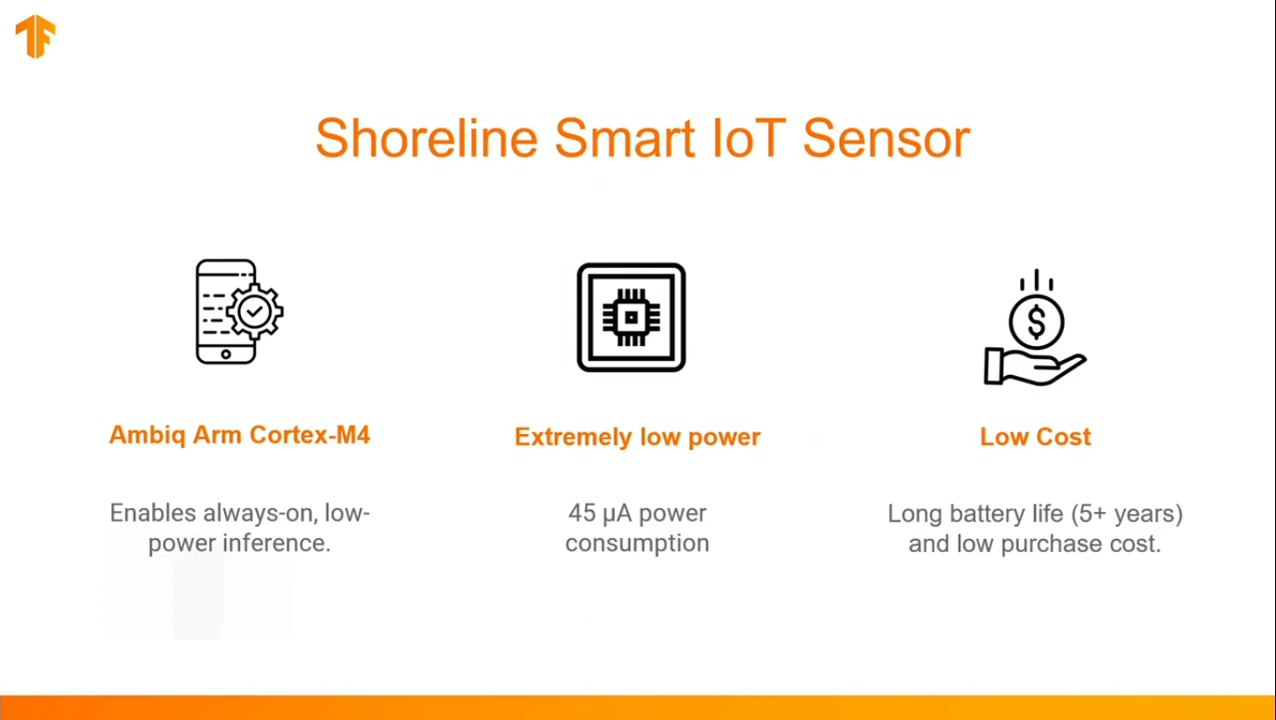 Shoreline Smart IoT Sensor
Ambiq Arm Cortex-M4
Enables always-on, low-
power inference.
Extremely low power
45 µA power
consumption
Low Cost
Long battery life (5+ years)
and low purchase cost.